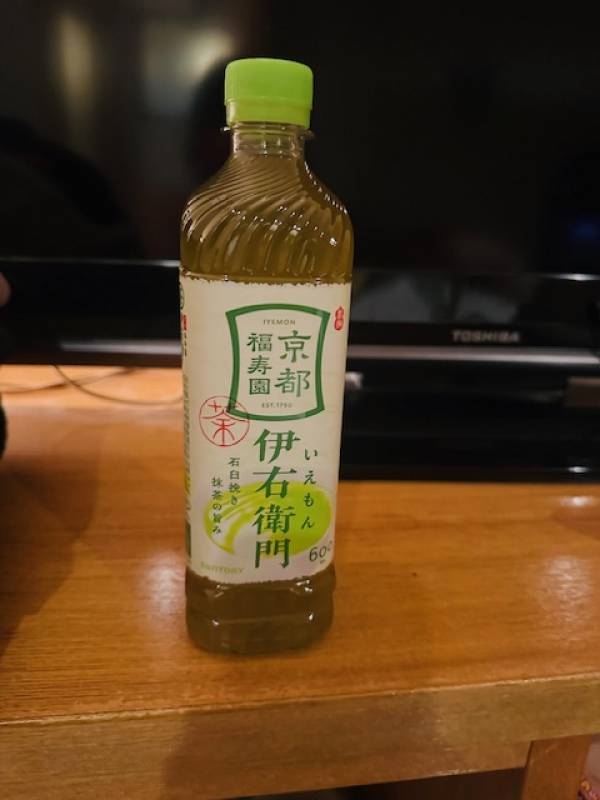 TOSHIBA
IYEMON
京都
福寿園
EST.1790
茶
伊右衛門
いえもん
石臼挽き
抹茶の旨み
SUNTORY
600